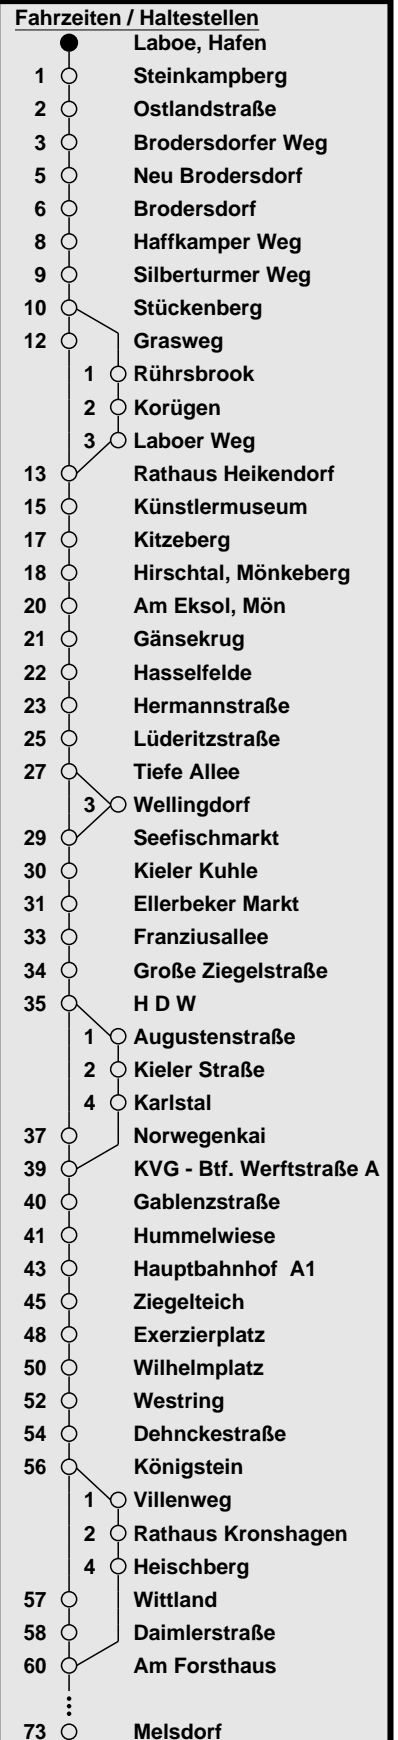 Fahrzeiten / Haltestellen
Laboe, Hafen
1 Steinkampberg
2 Ostlandstraße
3 Brodersdorfer Weg
5 Neu Brodersdorf
6 Brodersdorf
8 Haffkamper Weg
9 Silberturmer Weg
10 Stückenberg
12 Grasweg
1 Rührsbrook
2 Korügen
3 Laboer Weg
13 Rathaus Heikendorf
15 Künstlermuseum
17 Kitzeberg
18 Hirschtal, Mönkeberg
20 Am Eksol, Mön
21 Gänsekrug
22 Hasselfelde
23 Hermannstraße
25 Lüderitzstraße
27 Tiefe Allee
3 Wellingdorf
29 Seefischmarkt
30 Kieler Kuhle
31 Ellerbeker Markt
33 Franziusallee
34 Große Ziegelstraße
35 H D W
1 Augustenstraße
2 Kieler Straße
4 Karlstal
37 Norwegenkai
39 KVG - Btf. Werftstraße A
40 Gablenzstraße
41 Hummelwiese
43 Hauptbahnhof A1
45 Ziegelteich
48 Exerzierplatz
50 Wilhelmplatz
52 Westring
54 Dehnckestraße
56 Königstein
1 Villenweg
2 Rathaus Kronshagen
4 Heischberg
57 Wittland
58 Daimlerstraße
60 Am Forsthaus
73 Melsdorf